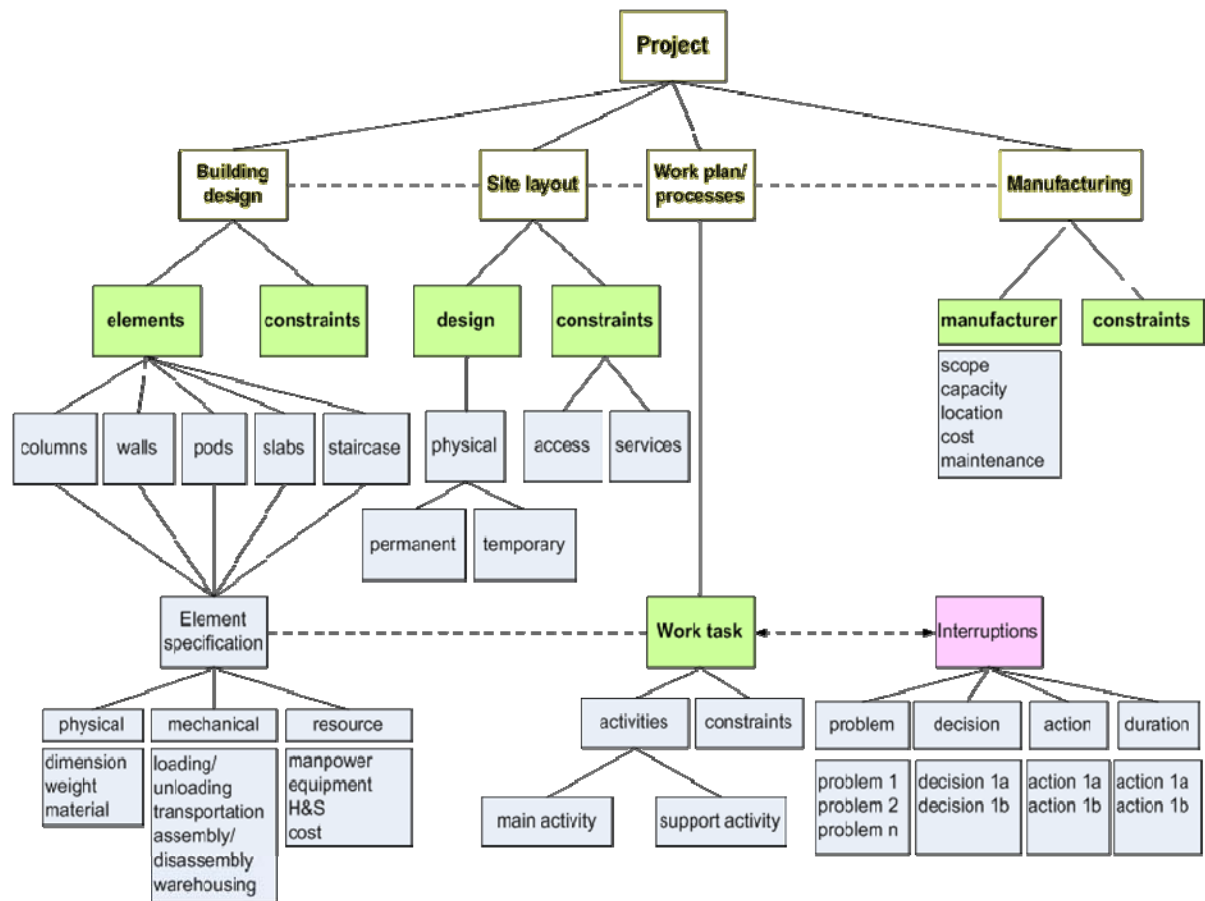 Project
Building
design
Site layout
Work plan/
processes
Manufacturing
elements
constraints
design
constraints
manufacturer
constraints
scope
capacity
location
cost
maintenance
columns
walls
pods
slabs
staircase
physical
access
services
permanent
temporary
Element
specification
Work task
Interruptions
physical
mechanical
resource
activities
constraints
problem
decision
action
duration
dimension
weight
material
loading/
unloading
transportation
assembly/
disassembly
warehousing
manpower
equipment
H&S
cost
main activity
support activity
problem 1
problem 2
problem n
decision 1a
decision 1b
action 1a
action 1b
action 1a
action 1b